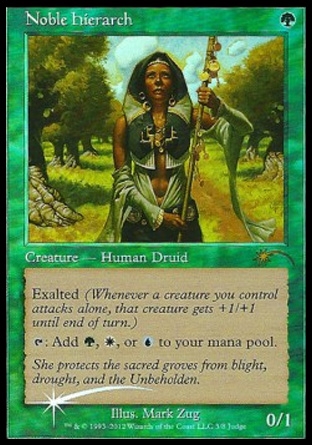 Noble Hierarch
Creature — Human Druid
Exalted (Whenever a creature you control
attacks alone, that creature gets +1/+1
until end of turn.)
: Add , , or to your mana pool.
She protects the sacred groves from blight,
drought, and the Unbeholden.
Illus. Mark Zug
™ & © 1993-2012 Wizards of the Coast LLC 3/8 Judge
0/1